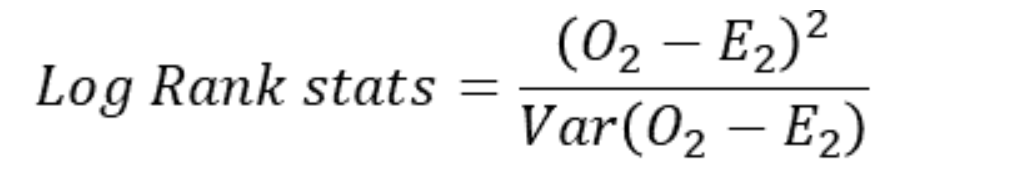 Log Rank stats = (O₂ − E₂)² / Var(O₂ − E₂)